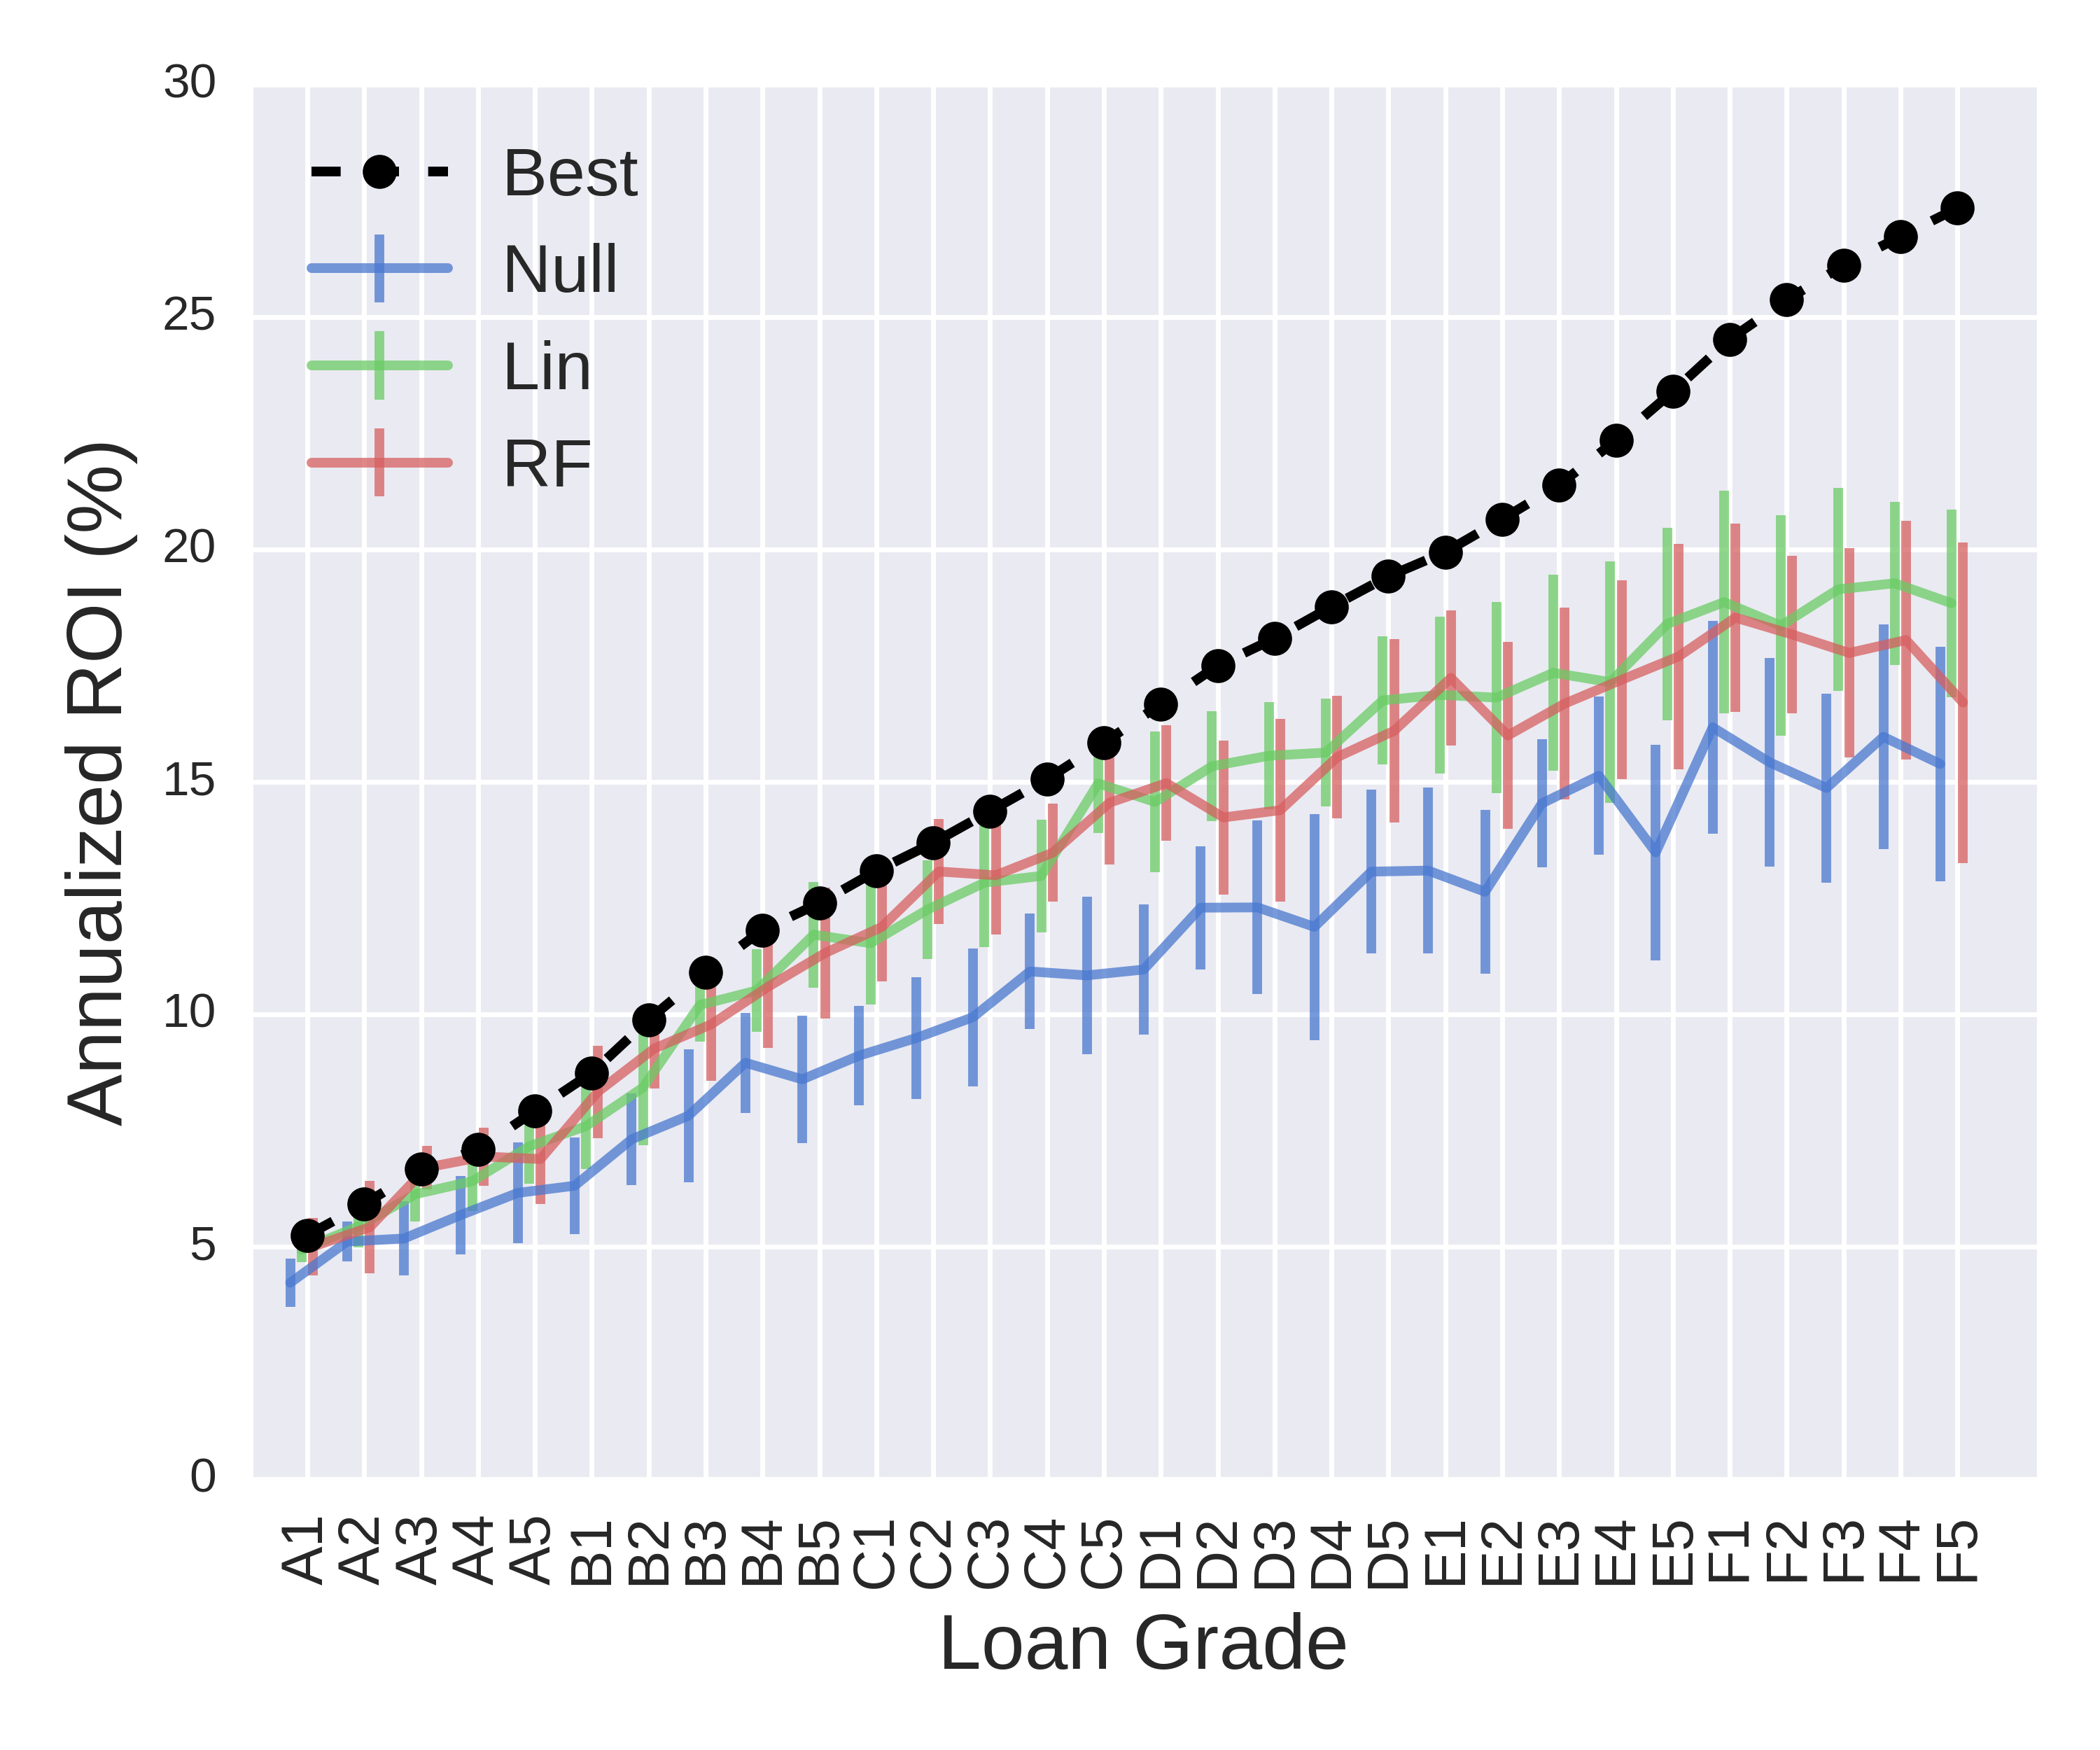 30
25
20
15
10
5
0
Annualized ROI (%)
Best
Null
Lin
RF
A1 A2 A3 A4 A5 B1 B2 B3 B4 B5 C1 C2 C3 C4 C5 D1 D2 D3 D4 D5 E1 E2 E3 E4 E5 F1 F2 F3 F4 F5
Loan Grade